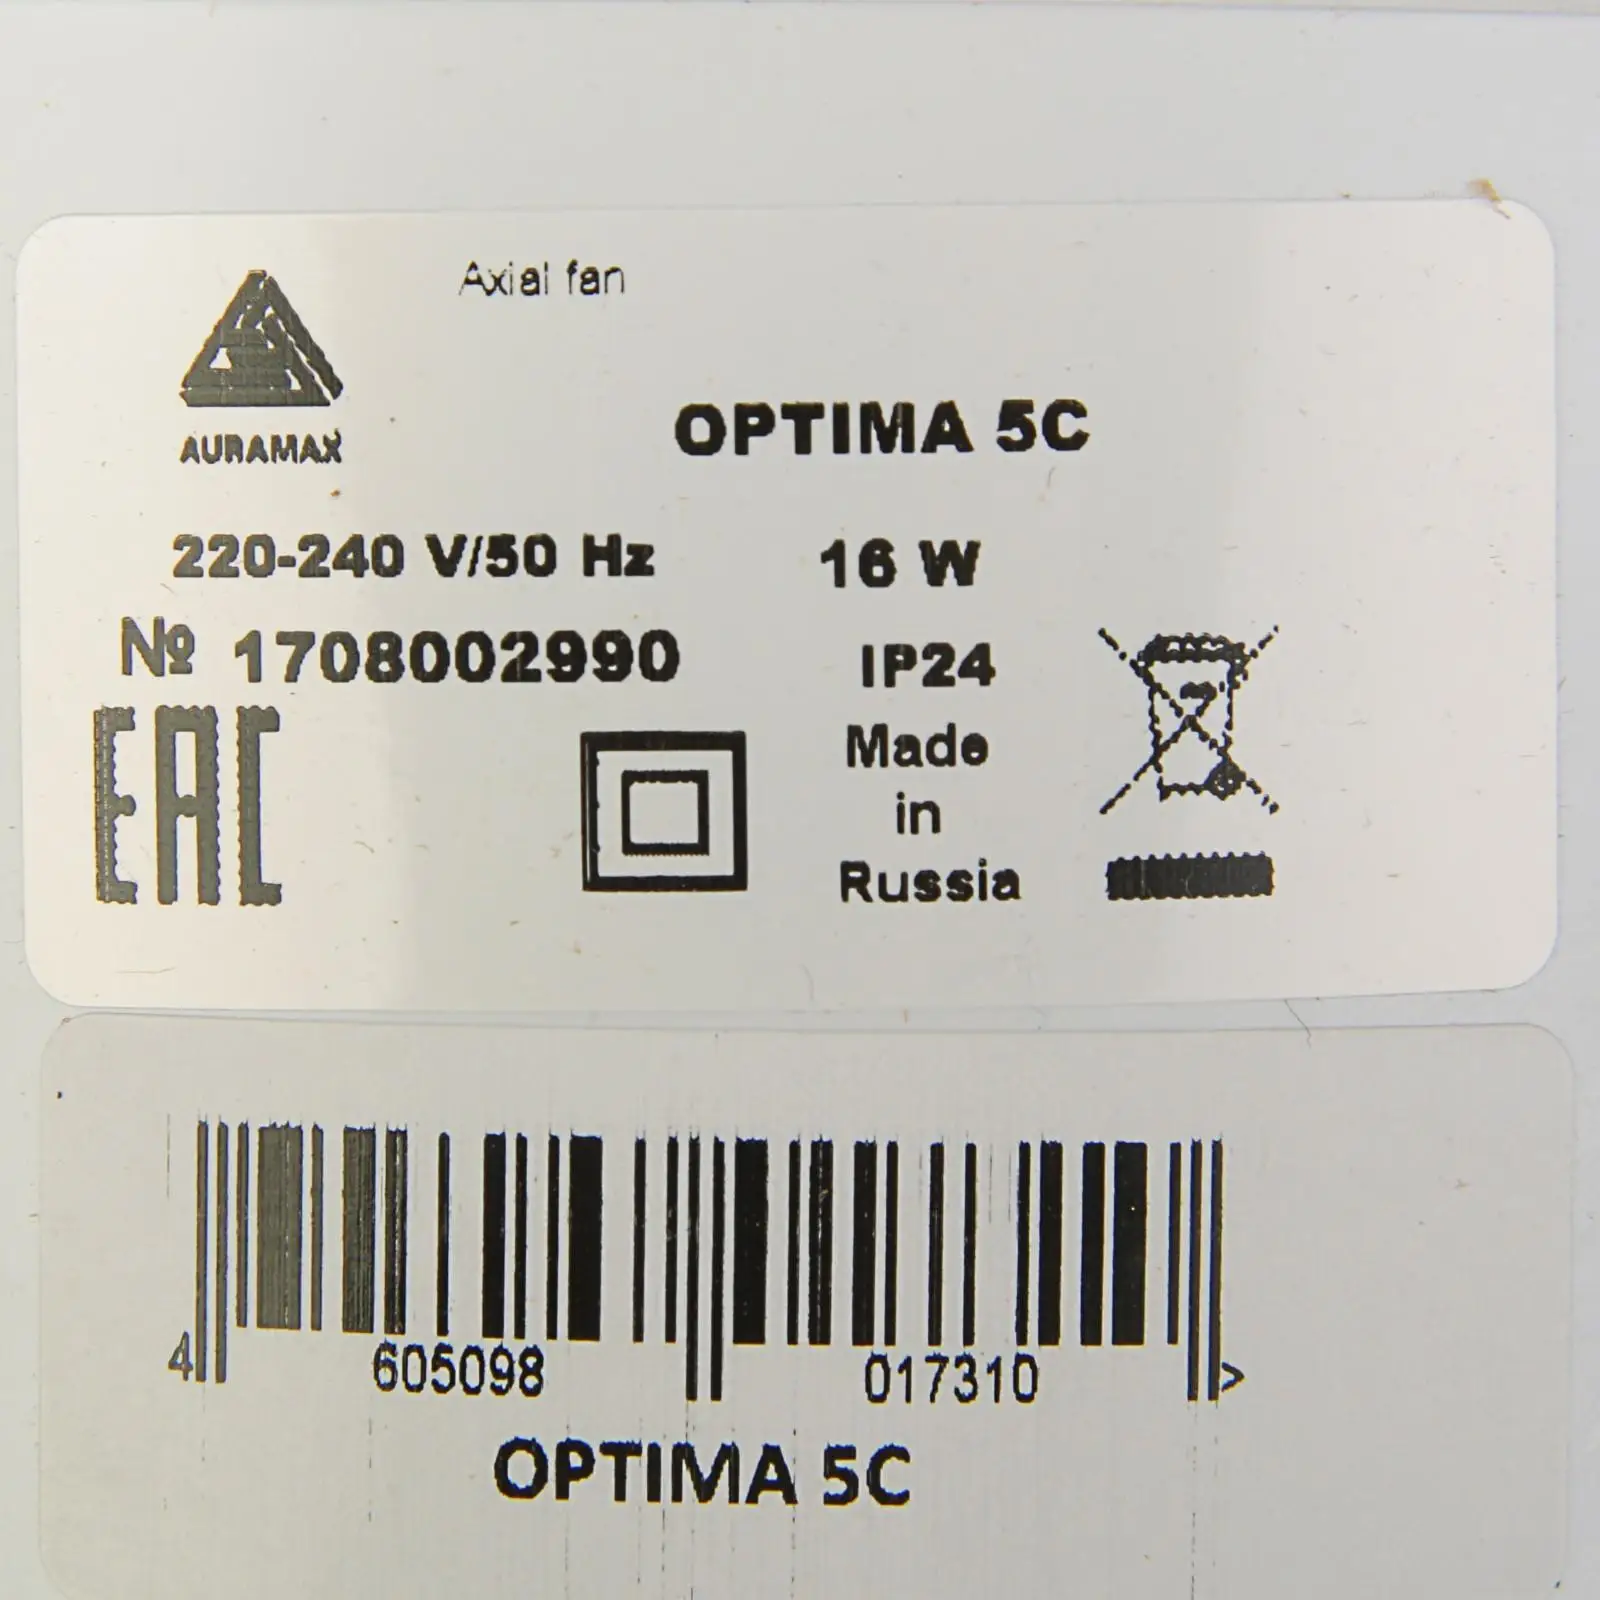 Axial fan
AURAMAX
OPTIMA 5C
220-240 V/50 Hz 16 W
№ 1708002990 IP24
EAC
Made
in
Russia
4 605098 017310 >
OPTIMA 5C